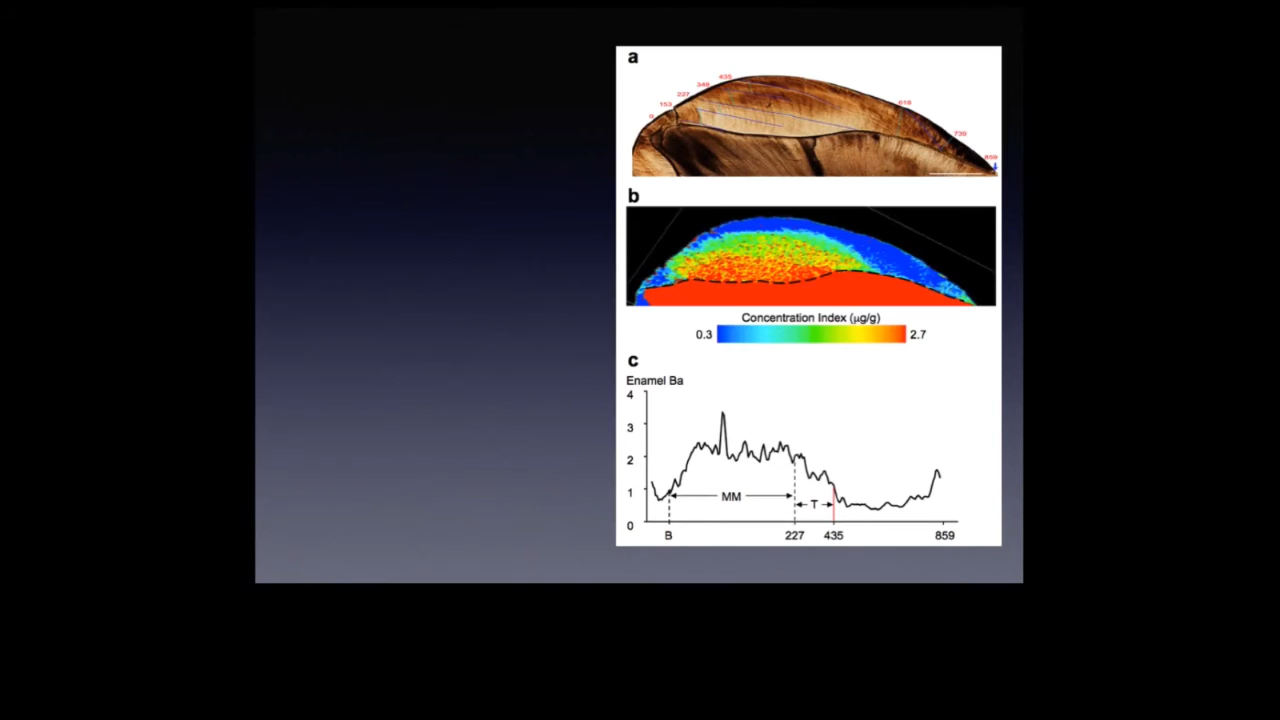 a
435
348
227
153
0
618
739
859
b
Concentration Index (µg/g)
0.3 2.7
c
Enamel Ba
4
3
2
1
0
MM
T
B 227 435 859